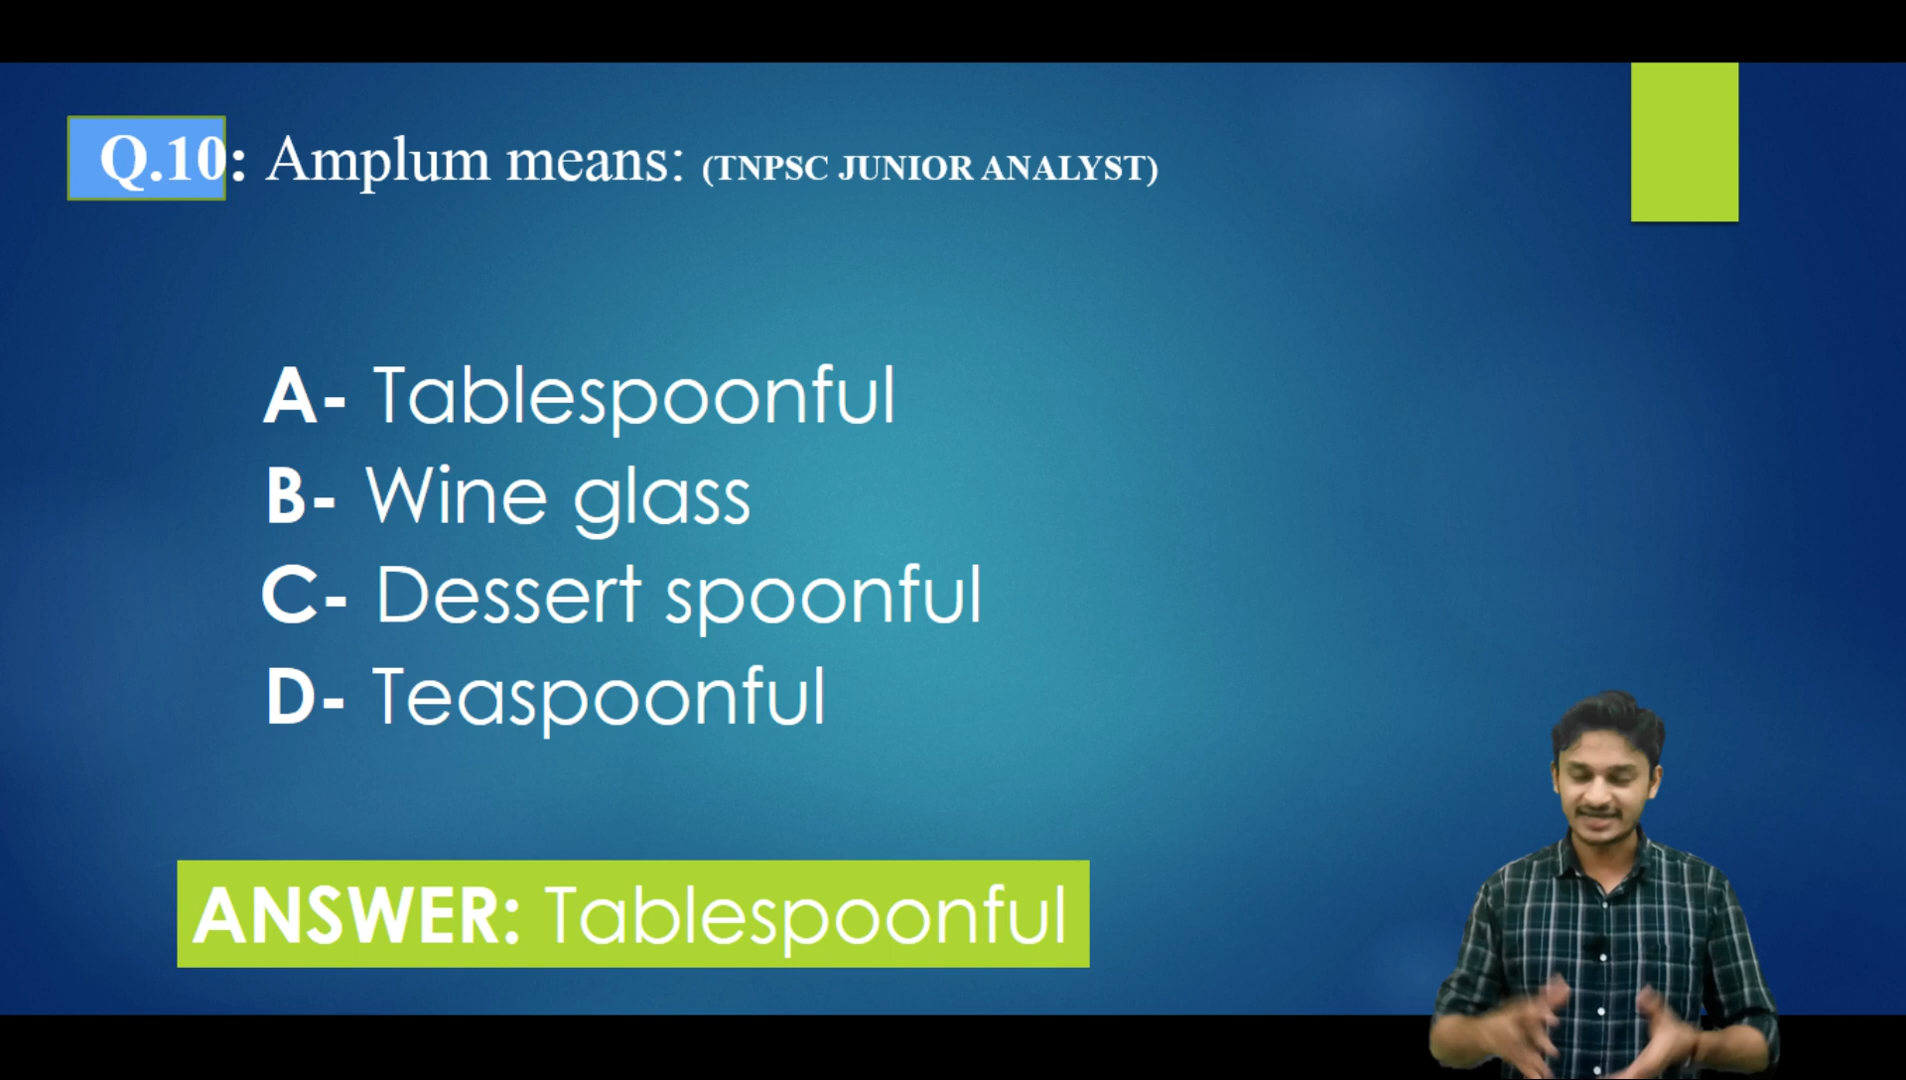 Q.10: Amplum means: (TNPSC JUNIOR ANALYST)
A- Tablespoonful
B- Wine glass
C- Dessert spoonful
D- Teaspoonful
ANSWER: Tablespoonful